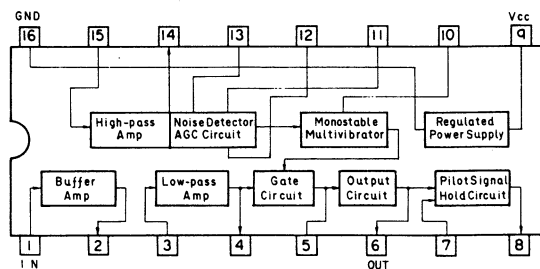 GND Vcc
16 15 14 13 12 11 10 9
High-pass Amp
Noise Detector AGC Circuit
Monostable Multivibrator
Regulated Power Supply
Buffer Amp
Low-pass Amp
Gate Circuit
Output Circuit
Pilot Signal Hold Circuit
1 2 3 4 5 6 7 8
IN OUT